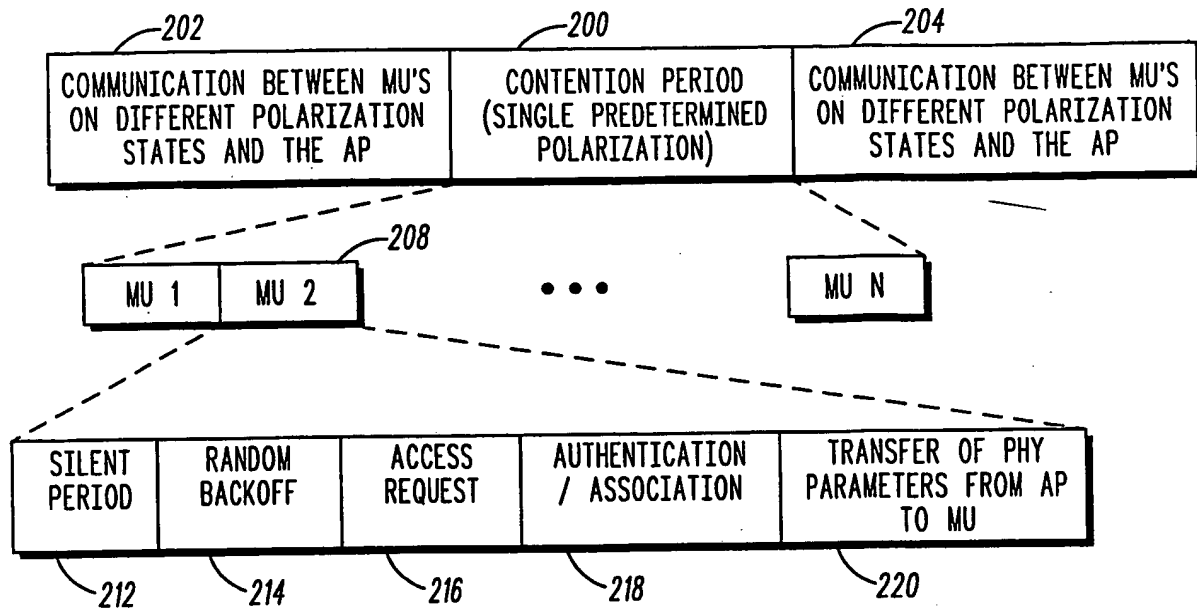 202
200
204
COMMUNICATION BETWEEN MU'S
ON DIFFERENT POLARIZATION
STATES AND THE AP
CONTENTION PERIOD
(SINGLE PREDETERMINED
POLARIZATION)
COMMUNICATION BETWEEN MU'S
ON DIFFERENT POLARIZATION
STATES AND THE AP
208
MU 1
MU 2
•••
MU N
SILENT
PERIOD
RANDOM
BACKOFF
ACCESS
REQUEST
AUTHENTICATION
/ ASSOCIATION
TRANSFER OF PHY
PARAMETERS FROM AP
TO MU
212
214
216
218
220